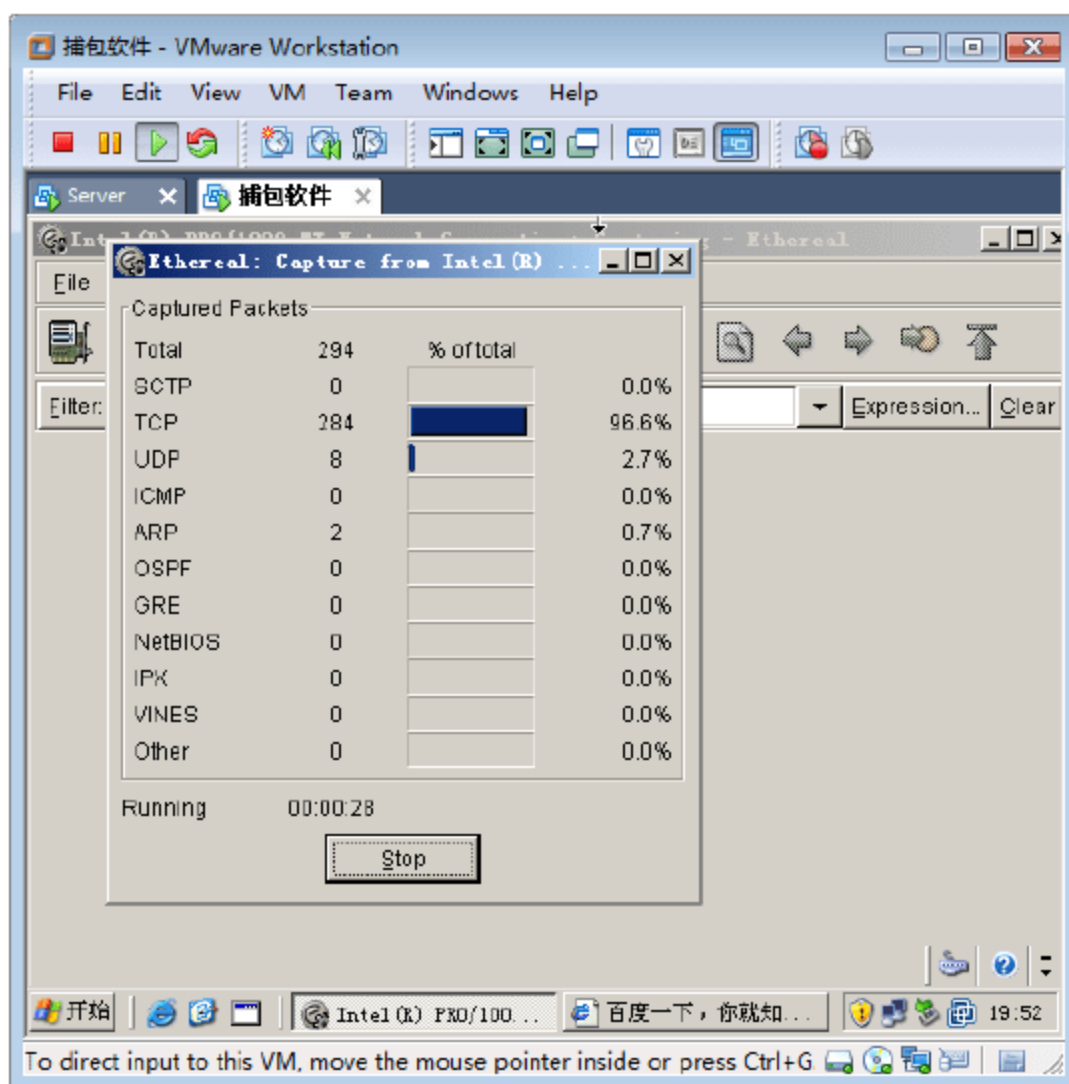 捕包软件 - VMware Workstation
File Edit View VM Team Windows Help
Server 捕包软件
- Ethereal
Ethereal: Capture from Intel(R) ...
File
Captured Packets
Total 294 % of total
SCTP 0 0.0%
Filter: Expression... Clear
TCP 284 96.6%
UDP 8 2.7%
ICMP 0 0.0%
ARP 2 0.7%
OSPF 0 0.0%
GRE 0 0.0%
NetBIOS 0 0.0%
IPX 0 0.0%
VINES 0 0.0%
Other 0 0.0%
Running 00:00:28
Stop
开始 Intel(R) PRO/100... 百度一下，你就知... 19:52
To direct input to this VM, move the mouse pointer inside or press Ctrl+G